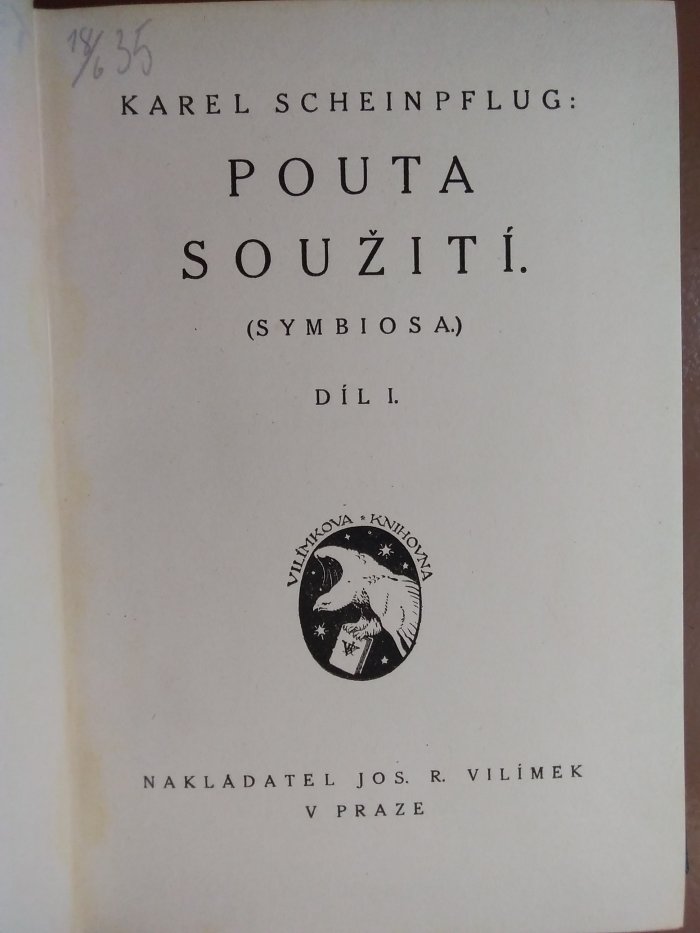 18/6 35
KAREL SCHEINPFLUG:
POUTA
SOUŽITÍ.
(SYMBIOSA.)
DÍL I.
VILÍMKOVA * KNIHOVNA
NAKLADATEL JOS. R. VILÍMEK
V PRAZE